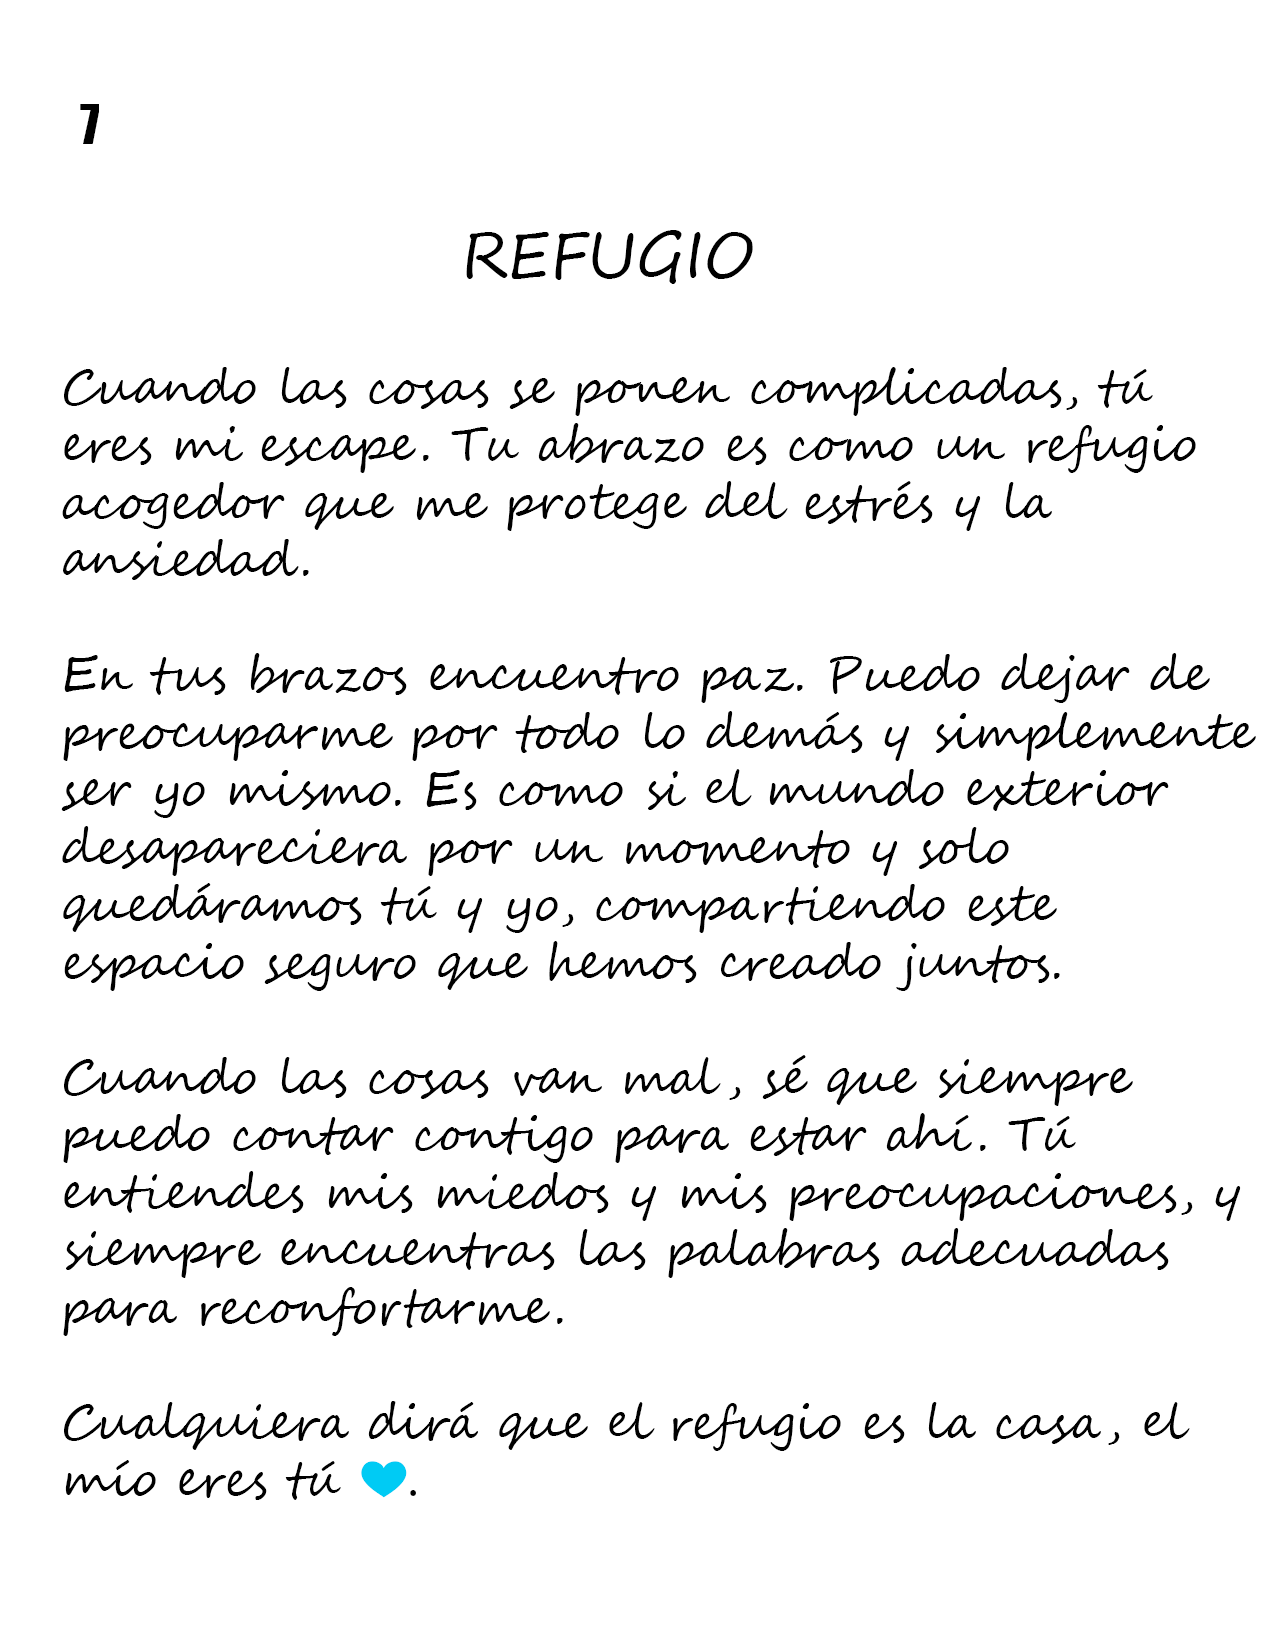 7
REFUGIO
Cuando las cosas se ponen complicadas, tú
eres mi escape. Tu abrazo es como un refugio
acogedor que me protege del estrés y la
ansiedad.
En tus brazos encuentro paz. Puedo dejar de
preocuparme por todo lo demás y simplemente
ser yo mismo. Es como si el mundo exterior
desapareciera por un momento y solo
quedáramos tú y yo, compartiendo este
espacio seguro que hemos creado juntos.
Cuando las cosas van mal, sé que siempre
puedo contar contigo para estar ahí. Tú
entiendes mis miedos y mis preocupaciones, y
siempre encuentras las palabras adecuadas
para reconfortarme.
Cualquiera dirá que el refugio es la casa, el
mío eres tú 🩵.